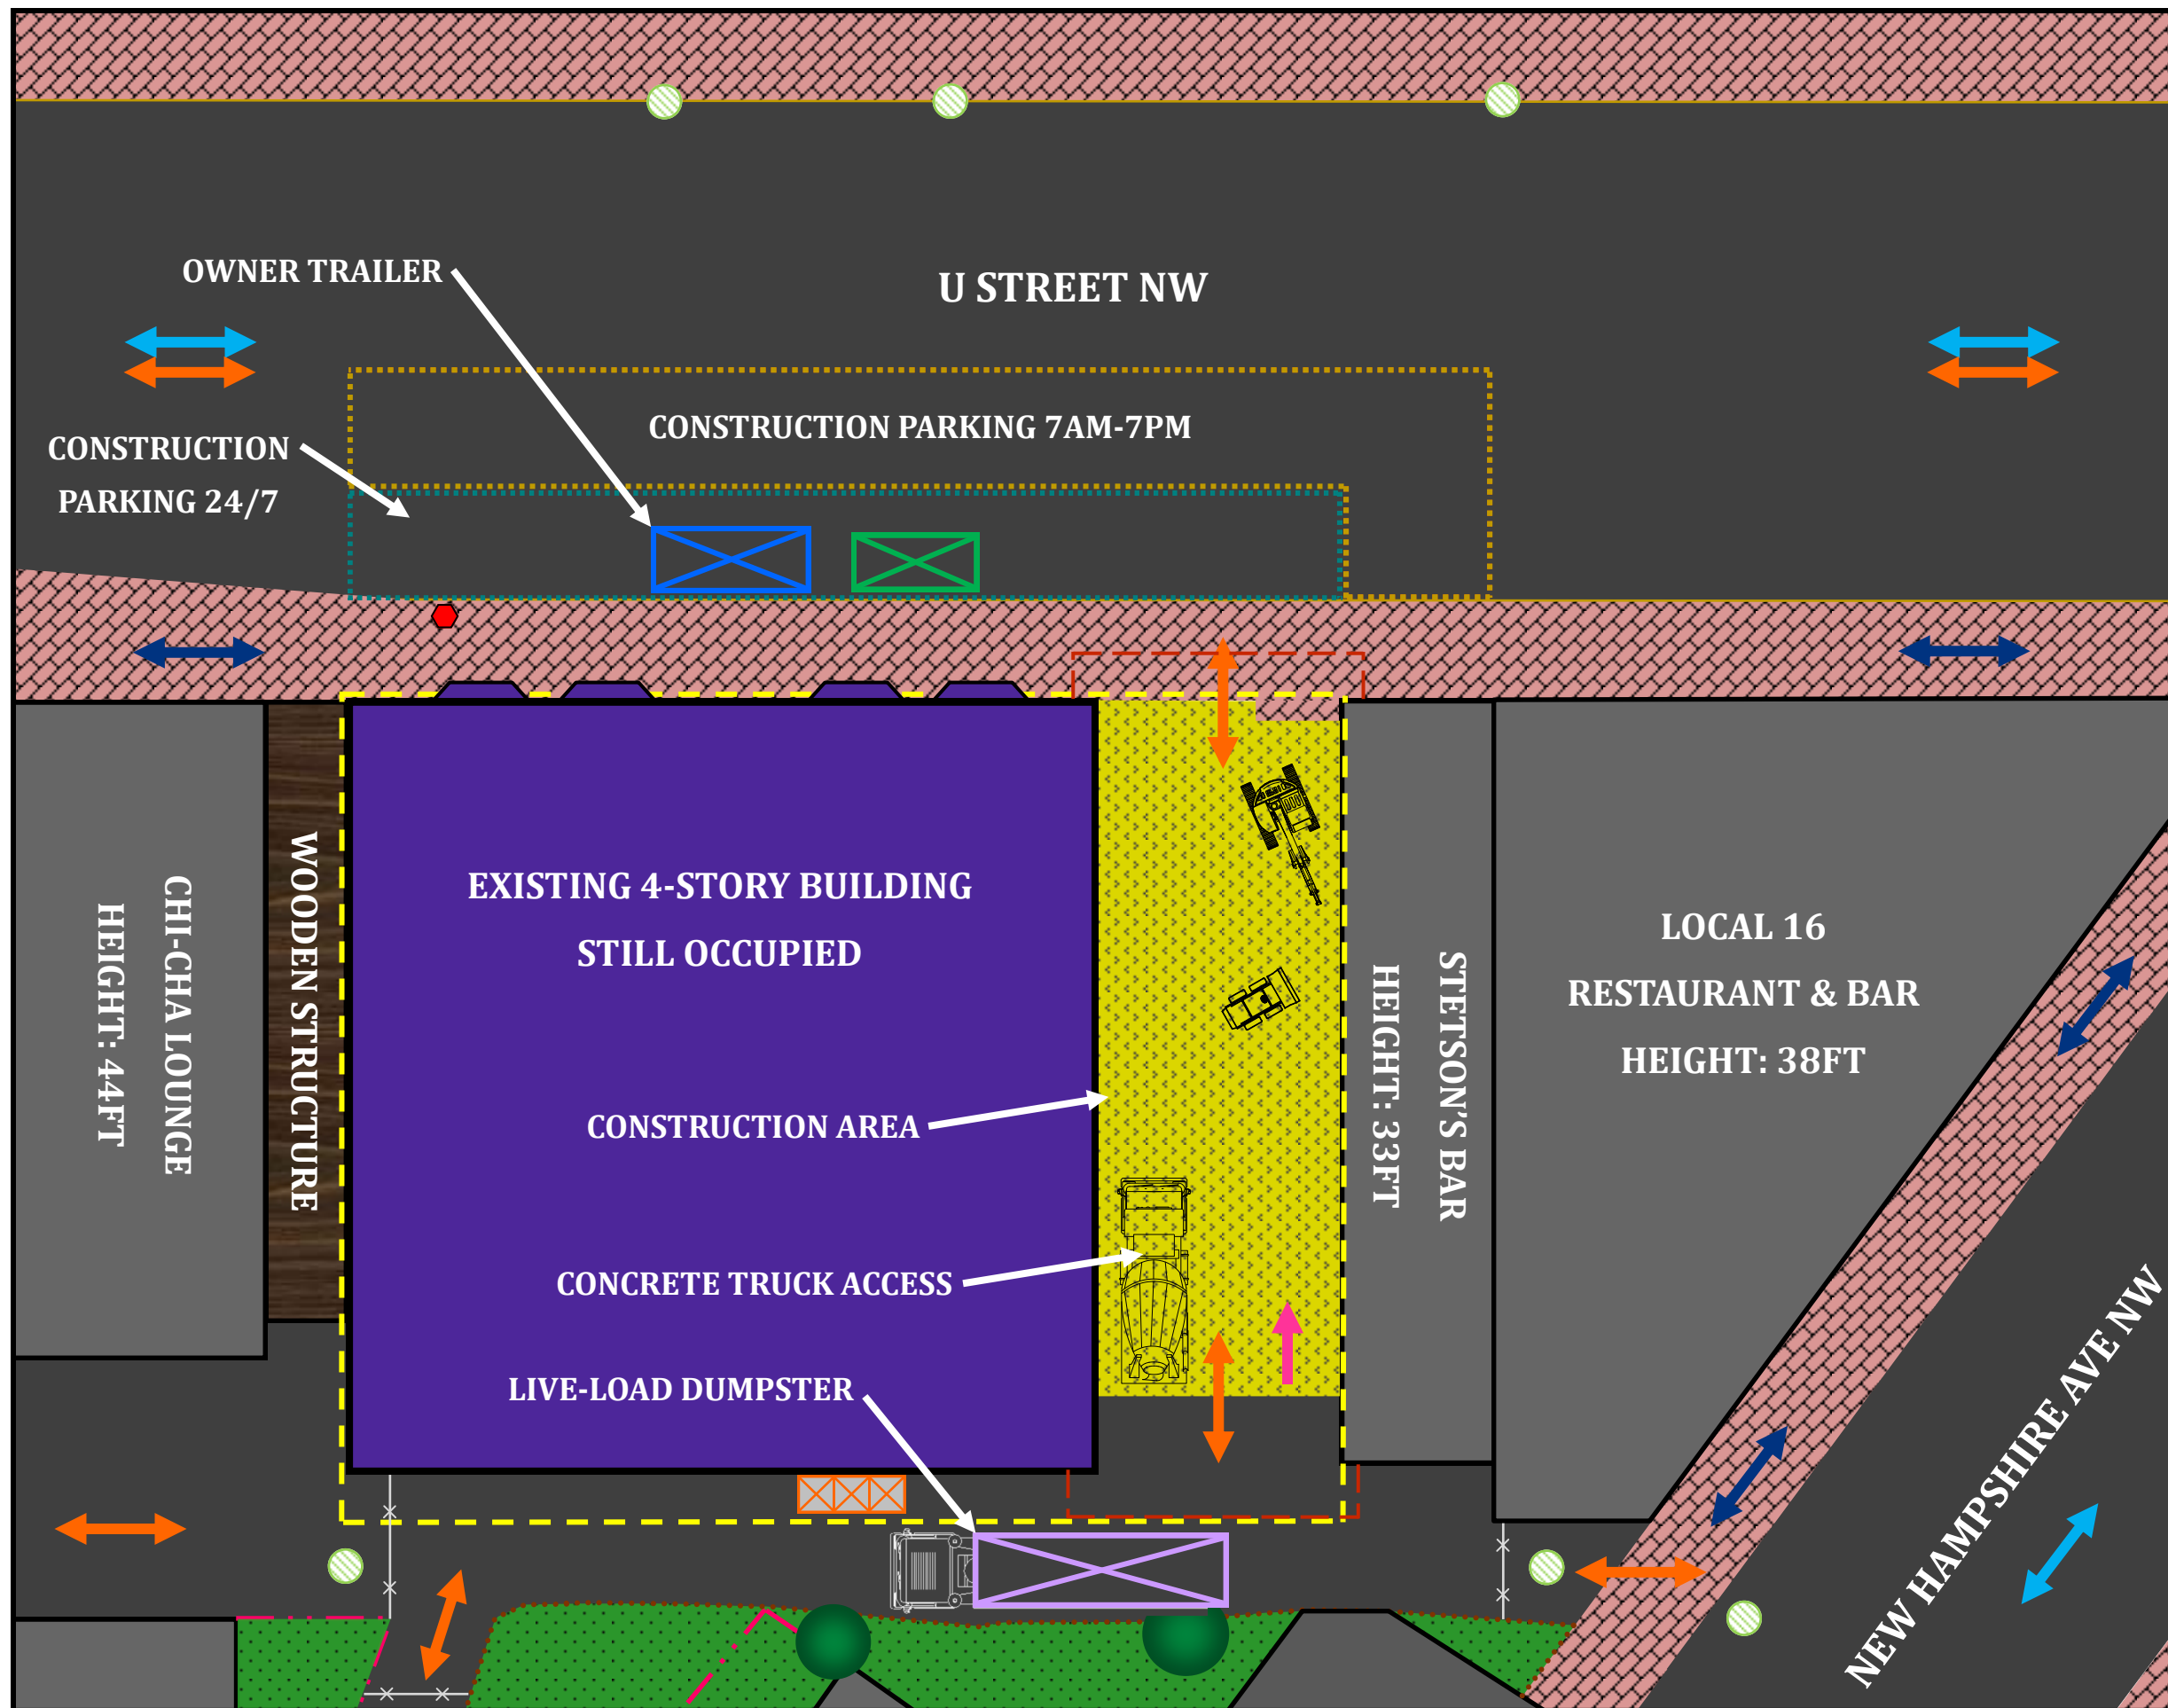 OWNER TRAILER
U STREET NW
CONSTRUCTION PARKING 7AM-7PM
CONSTRUCTION
PARKING 24/7
EXISTING 4-STORY BUILDING
STILL OCCUPIED
CHI-CHA LOUNGE
HEIGHT: 44FT
WOODEN STRUCTURE
STETSON'S BAR
HEIGHT: 33FT
LOCAL 16
RESTAURANT & BAR
HEIGHT: 38FT
CONSTRUCTION AREA
CONCRETE TRUCK ACCESS
LIVE-LOAD DUMPSTER
NEW HAMPSHIRE AVE NW